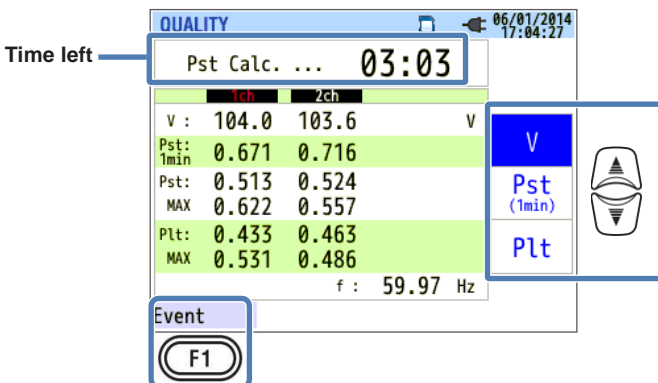 QUALITY
06/01/2014
17:04:27
Time left
Pst Calc. ... 03:03
1ch 2ch
V : 104.0 103.6 V
Pst: 1min 0.671 0.716
Pst: 0.513 0.524
MAX 0.622 0.557
Plt: 0.433 0.463
MAX 0.531 0.486
f : 59.97 Hz
V
Pst
(1min)
Plt
Event
F1